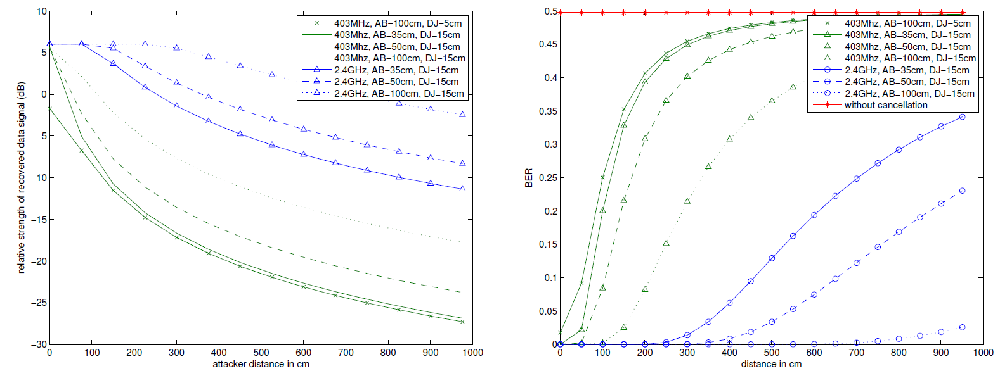 10
5
0
−5
−10
−15
−20
−25
−30
0
100
200
300
400
500
600
700
800
900
1000
relative strength of recovered data signal (dB)
attacker distance in cm
403MHz, AB=100cm, DJ=5cm
403Mhz, AB=35cm, DJ=15cm
403Mhz, AB=50cm, DJ=15cm
403Mhz, AB=100cm, DJ=15cm
2.4GHz, AB=35cm, DJ=15cm
2.4GHz, AB=50cm, DJ=15cm
2.4GHz, AB=100cm, DJ=15cm
0.5
0.45
0.4
0.35
0.3
0.25
0.2
0.15
0.1
0.05
0
0
100
200
300
400
500
600
700
800
900
1000
BER
distance in cm
403MHz, AB=100cm, DJ=5cm
403Mhz, AB=35cm, DJ=15cm
403Mhz, AB=50cm, DJ=15cm
403Mhz, AB=100cm, DJ=15cm
2.4GHz, AB=35cm, DJ=15cm
2.4GHz, AB=50cm, DJ=15cm
2.4GHz, AB=100cm, DJ=15cm
without cancellation